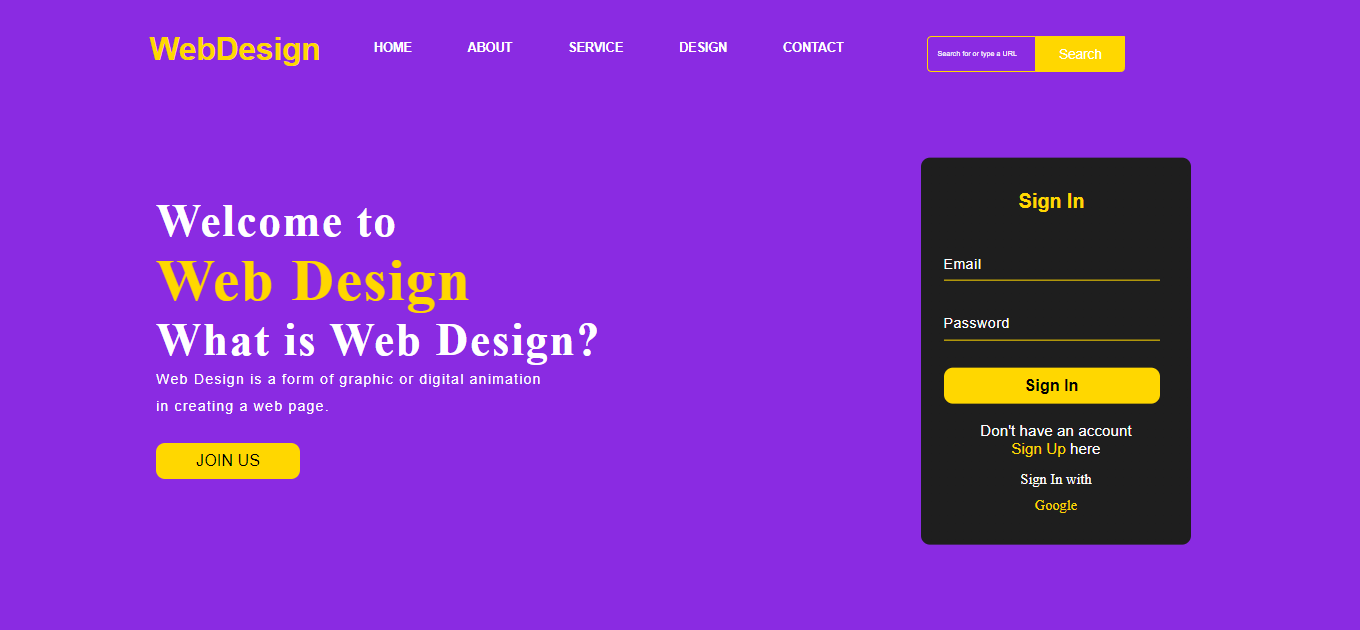 WebDesign
HOME ABOUT SERVICE DESIGN CONTACT
Search for or type a URL Search
Welcome to
Web Design
What is Web Design?
Web Design is a form of graphic or digital animation
in creating a web page.
JOIN US
Sign In
Email
Password
Sign In
Don't have an account
Sign Up here
Sign In with
Google